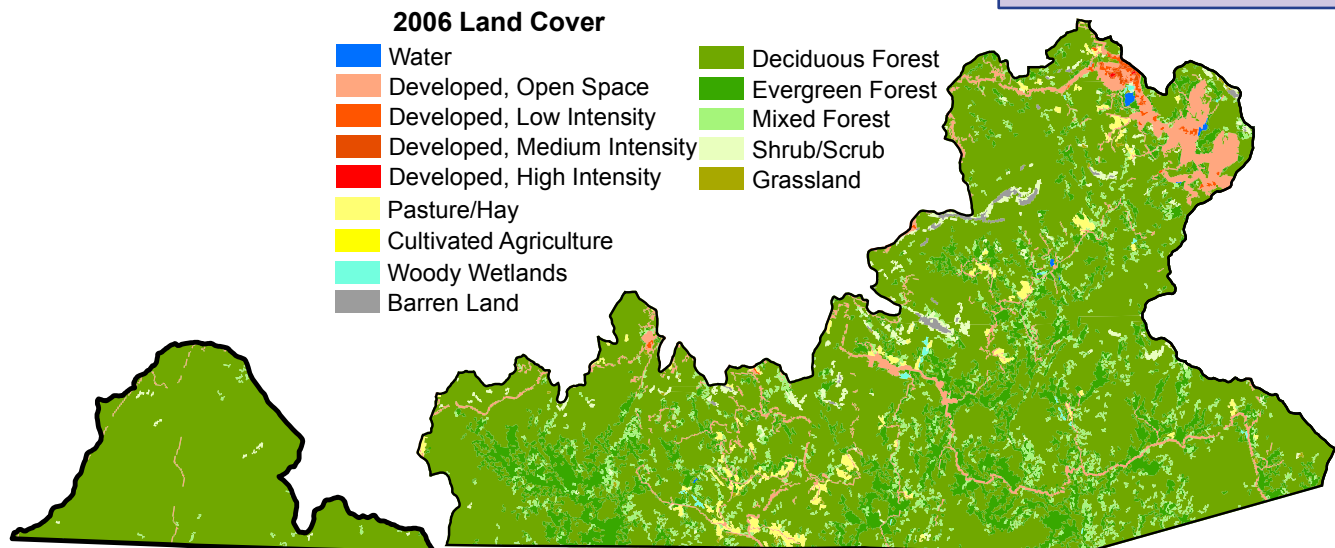 2006 Land Cover
Water
Developed, Open Space
Developed, Low Intensity
Developed, Medium Intensity
Developed, High Intensity
Pasture/Hay
Cultivated Agriculture
Woody Wetlands
Barren Land
Deciduous Forest
Evergreen Forest
Mixed Forest
Shrub/Scrub
Grassland